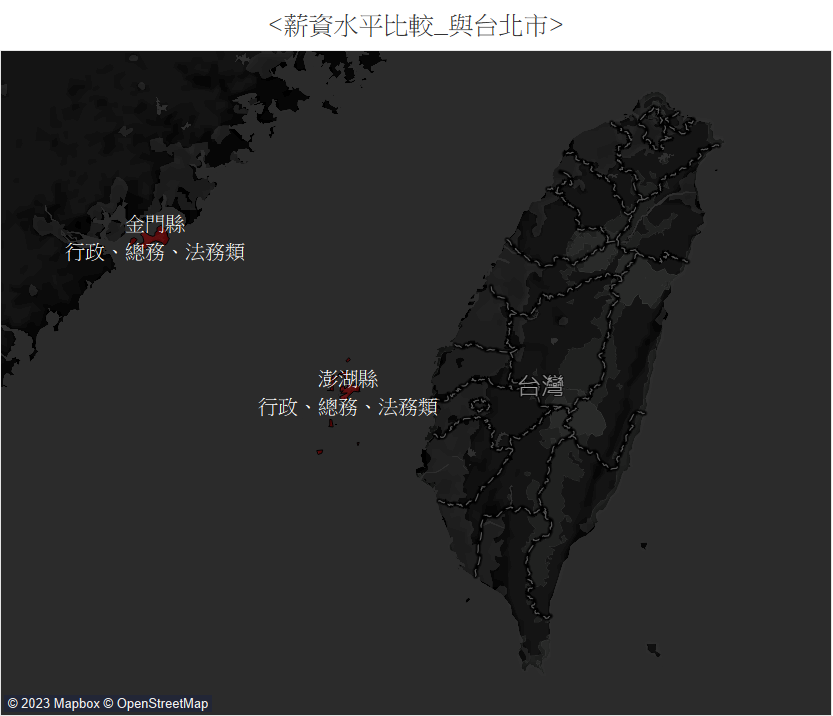 <薪資水平比較_與台北市>
金門縣
行政、總務、法務類
澎湖縣
行政、總務、法務類
台灣
© 2023 Mapbox © OpenStreetMap